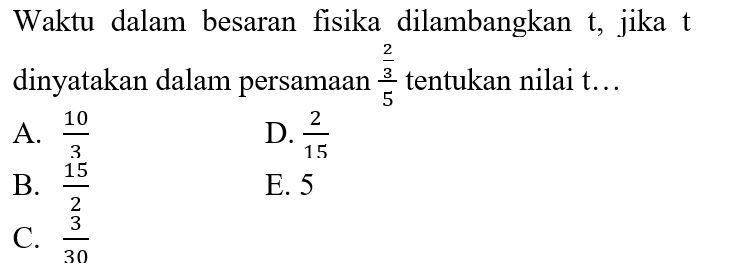 Waktu dalam besaran fisika dilambangkan t, jika t
dinyatakan dalam persamaan \frac{\frac{2}{3}}{5} tentukan nilai t…
A. \frac{10}{3}
B. \frac{15}{2}
C. \frac{3}{30}
D. \frac{2}{15}
E. 5